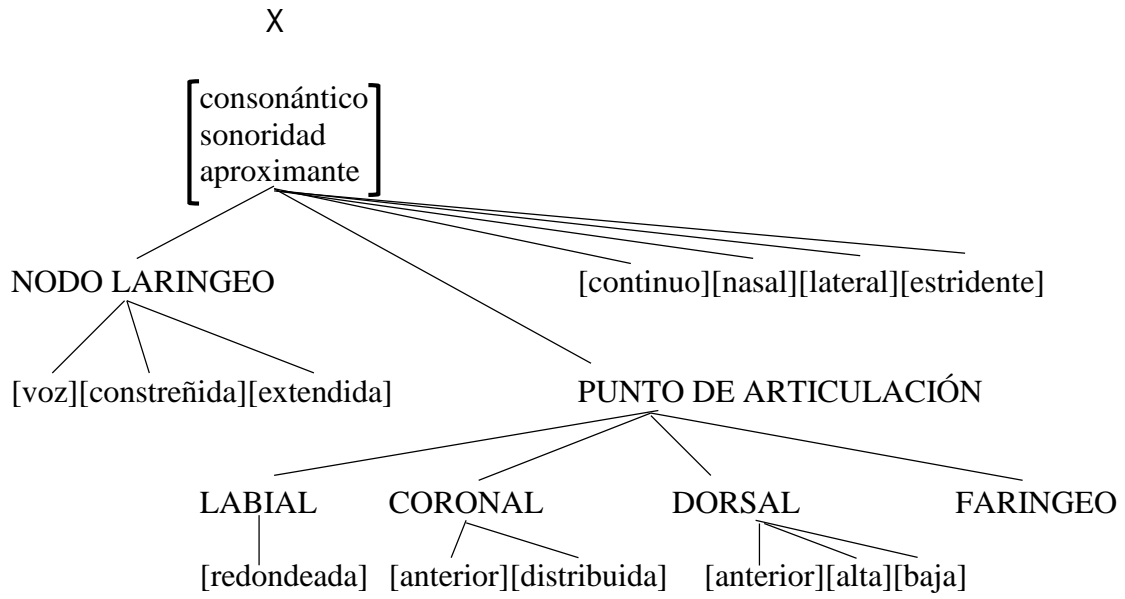 X
consonántico
sonoridad
aproximante
NODO LARINGEO
[continuo][nasal][lateral][estridente]
[voz][constreñida][extendida]
PUNTO DE ARTICULACIÓN
LABIAL CORONAL DORSAL FARINGEO
[redondeada] [anterior][distribuida] [anterior][alta][baja]